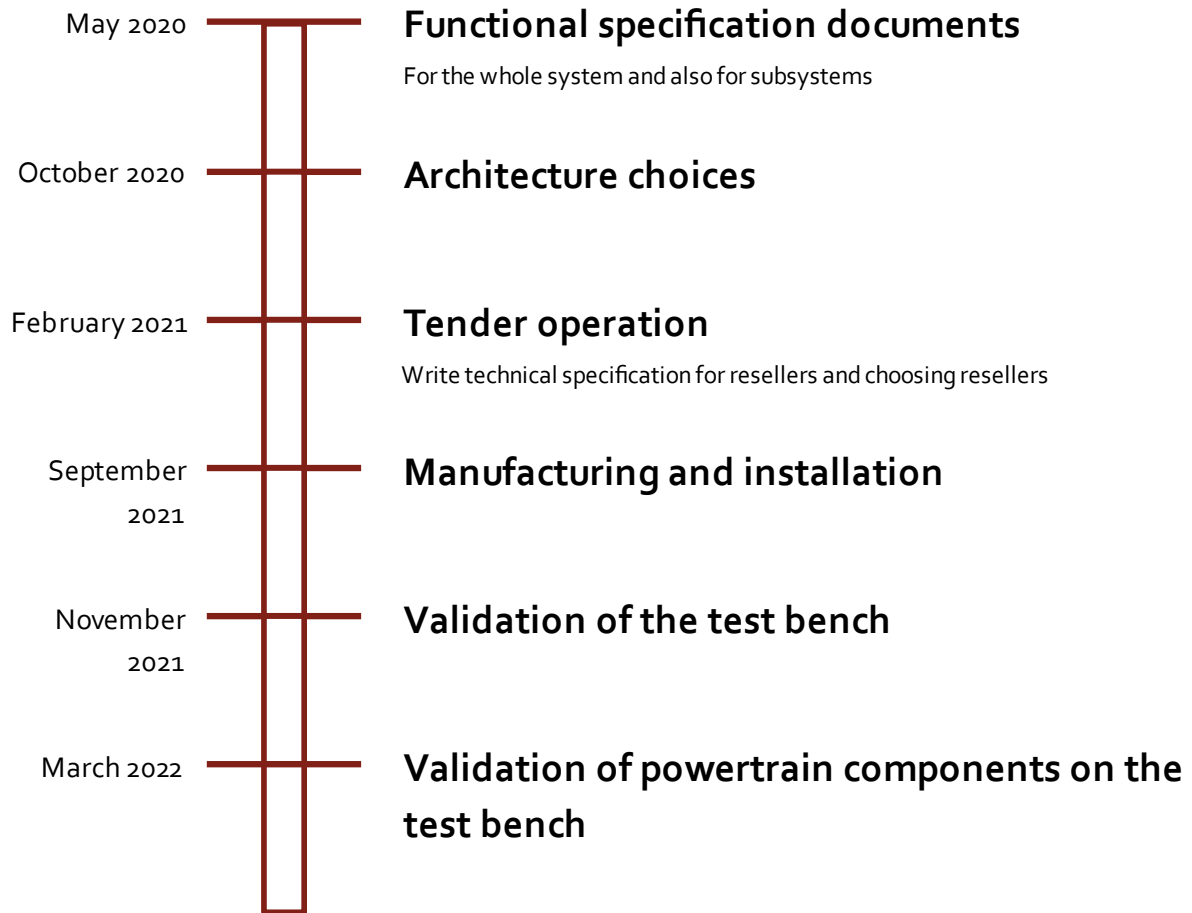 May 2020
Functional specification documents
For the whole system and also for subsystems
October 2020
Architecture choices
February 2021
Tender operation
Write technical specification for resellers and choosing resellers
September
2021
Manufacturing and installation
November
2021
Validation of the test bench
March 2022
Validation of powertrain components on the
test bench